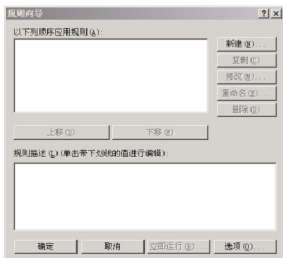 规则向导
以下列顺序应用规则(A):
新建(N)...
复制(C)
修改(M)...
重命名(R)...
删除(D)
上移(U)
下移(W)
规则描述(L)(单击带下划线的值进行编辑):
确定
取消
立即运行(R)...
选项(O)...